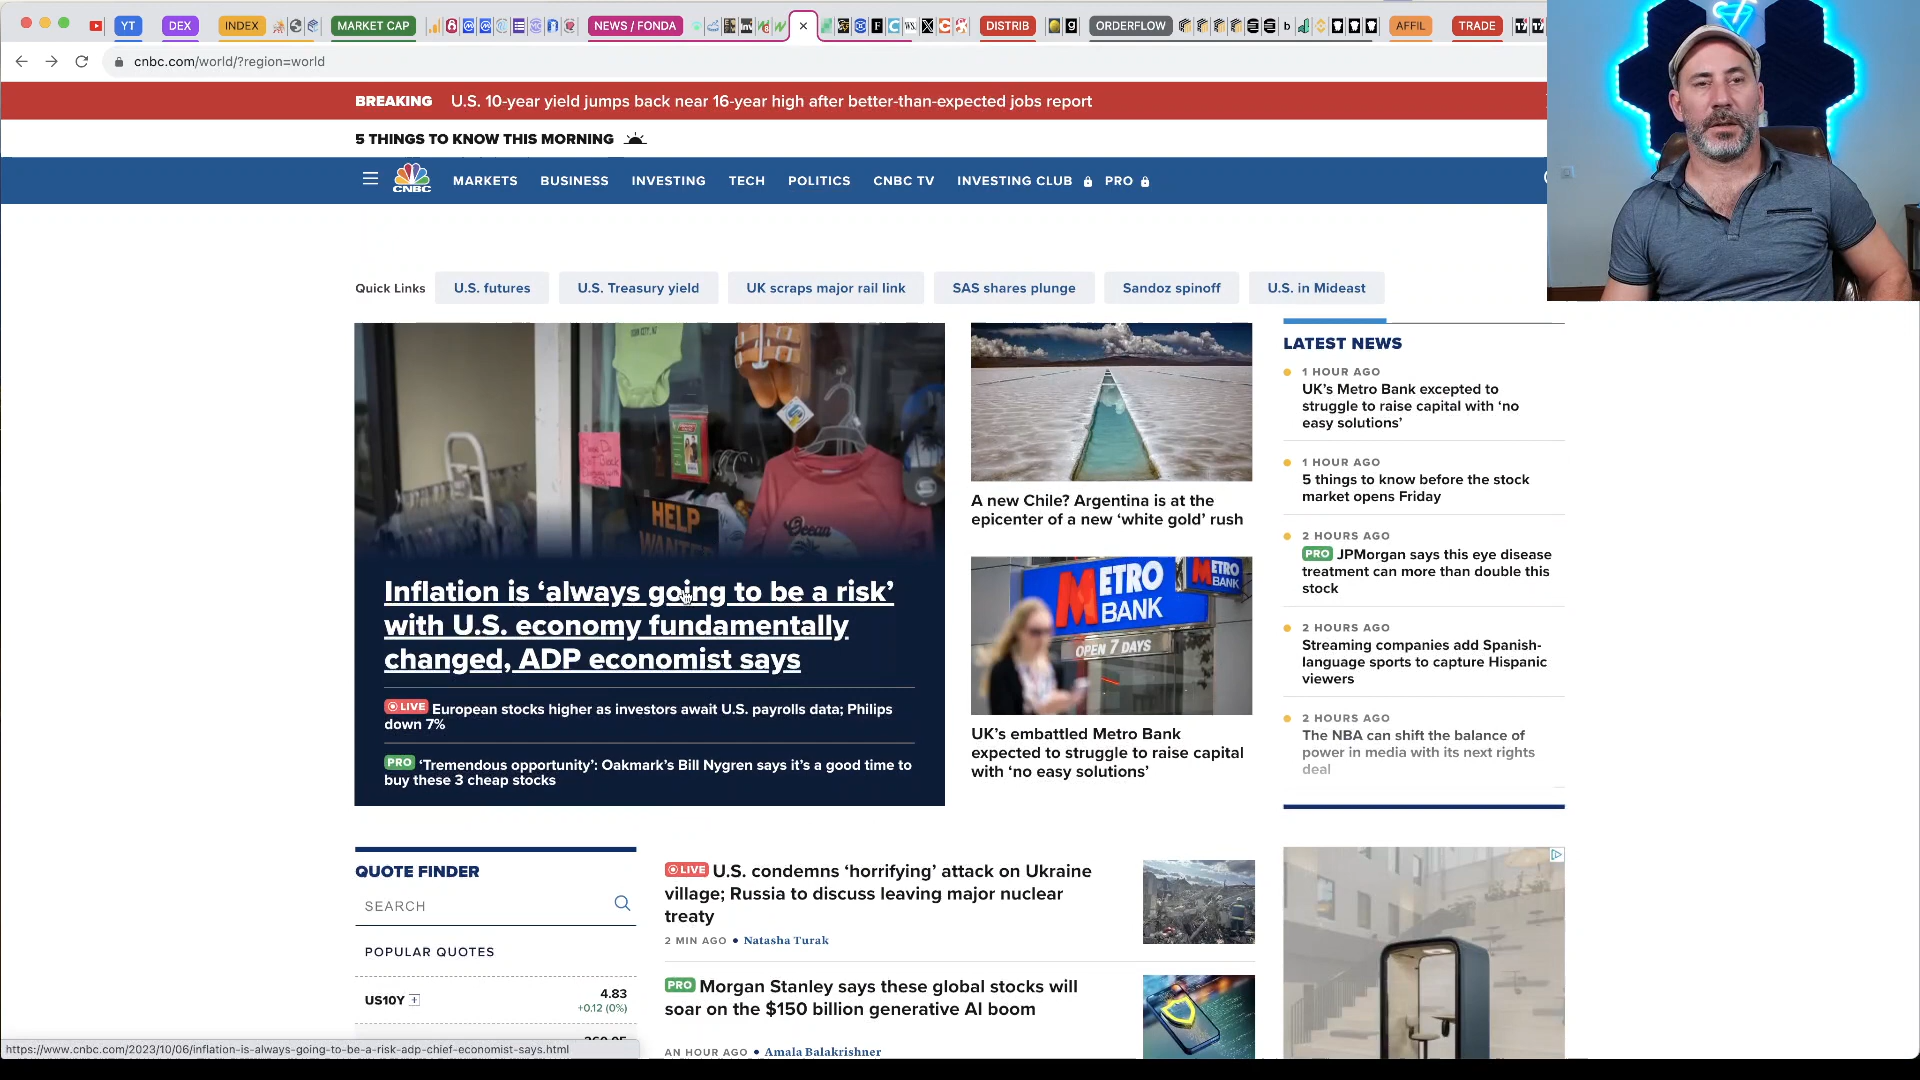 YT
DEX
INDEX
MARKET CAP
NEWS / FONDA
DISTRIB
ORDERFLOW
AFFIL
TRADE
cnbc.com/world/?region=world
BREAKING U.S. 10-year yield jumps back near 16-year high after better-than-expected jobs report
5 THINGS TO KNOW THIS MORNING
CNBC
MARKETS
BUSINESS
INVESTING
TECH
POLITICS
CNBC TV
INVESTING CLUB
PRO
Quick Links
U.S. futures
U.S. Treasury yield
UK scraps major rail link
SAS shares plunge
Sandoz spinoff
U.S. in Mideast
HELP
WANTED
Ocean
Inflation is ‘always going to be a risk’
with U.S. economy fundamentally
changed, ADP economist says
LIVE European stocks higher as investors await U.S. payrolls data; Philips
down 7%
PRO ‘Tremendous opportunity’: Oakmark’s Bill Nygren says it’s a good time to
buy these 3 cheap stocks
A new Chile? Argentina is at the
epicenter of a new ‘white gold’ rush
METRO
BANK
METRO
BANK
OPEN 7 DAYS
UK’s embattled Metro Bank
expected to struggle to raise capital
with ‘no easy solutions’
LATEST NEWS
1 HOUR AGO
UK’s Metro Bank excepted to
struggle to raise capital with ‘no
easy solutions’
1 HOUR AGO
5 things to know before the stock
market opens Friday
2 HOURS AGO
PRO JPMorgan says this eye disease
treatment can more than double this
stock
2 HOURS AGO
Streaming companies add Spanish-
language sports to capture Hispanic
viewers
2 HOURS AGO
The NBA can shift the balance of
power in media with its next rights
deal
QUOTE FINDER
SEARCH
POPULAR QUOTES
US10Y
4.83
+0.12 (0%)
LIVE U.S. condemns ‘horrifying’ attack on Ukraine
village; Russia to discuss leaving major nuclear
treaty
2 MIN AGO • Natasha Turak
PRO Morgan Stanley says these global stocks will
soar on the $150 billion generative AI boom
AN HOUR AGO • Amala Balakrishner
https://www.cnbc.com/2023/10/06/inflation-is-always-going-to-be-a-risk-adp-chief-economist-says.html